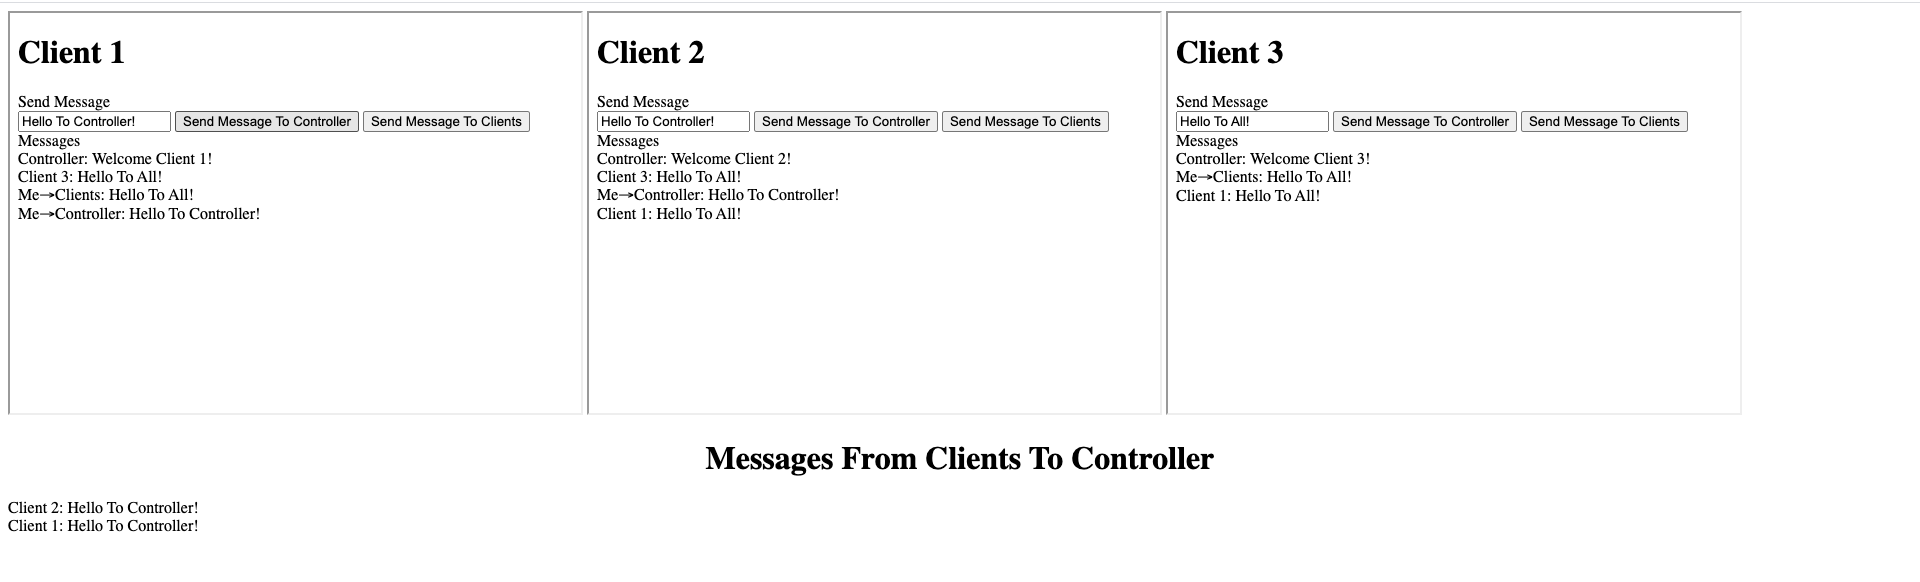 Client 1
Send Message
Hello To Controller! Send Message To Controller Send Message To Clients
Messages
Controller: Welcome Client 1!
Client 3: Hello To All!
Me→Clients: Hello To All!
Me→Controller: Hello To Controller!
Client 2
Send Message
Hello To Controller! Send Message To Controller Send Message To Clients
Messages
Controller: Welcome Client 2!
Client 3: Hello To All!
Me→Controller: Hello To Controller!
Client 1: Hello To All!
Client 3
Send Message
Hello To All! Send Message To Controller Send Message To Clients
Messages
Controller: Welcome Client 3!
Me→Clients: Hello To All!
Client 1: Hello To All!
Messages From Clients To Controller
Client 2: Hello To Controller!
Client 1: Hello To Controller!